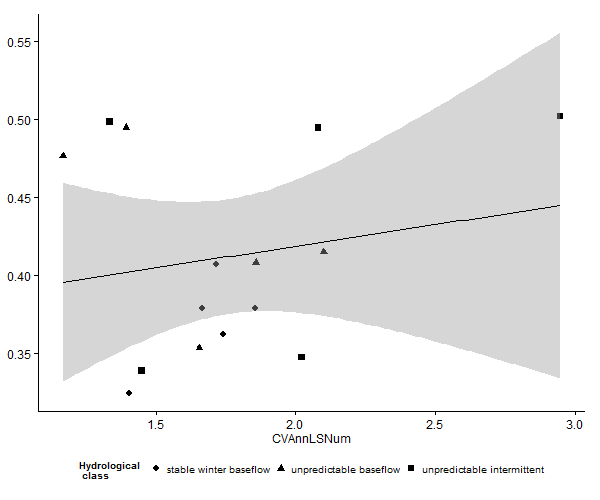 0.55
0.50
0.45
0.40
0.35
1.5 2.0 2.5 3.0
CVAnnLSNum
Hydrological
class
stable winter baseflow unpredictable baseflow unpredictable intermittent